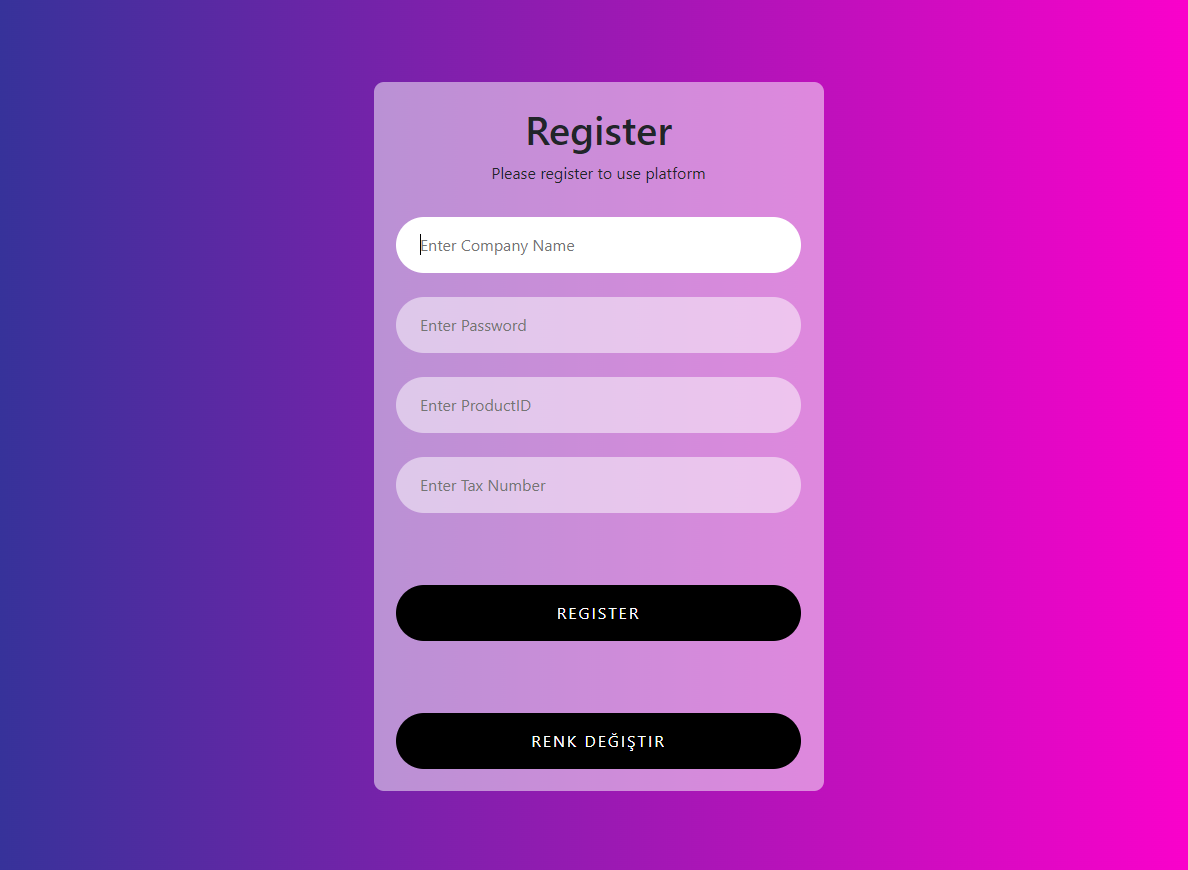 Register
Please register to use platform
Enter Company Name
Enter Password
Enter ProductID
Enter Tax Number
REGISTER
RENK DEĞIŞTIR